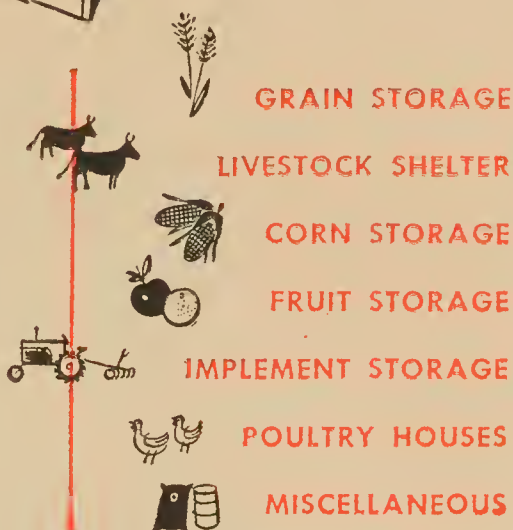 GRAIN STORAGE
LIVESTOCK SHELTER
CORN STORAGE
FRUIT STORAGE
IMPLEMENT STORAGE
POULTRY HOUSES
MISCELLANEOUS